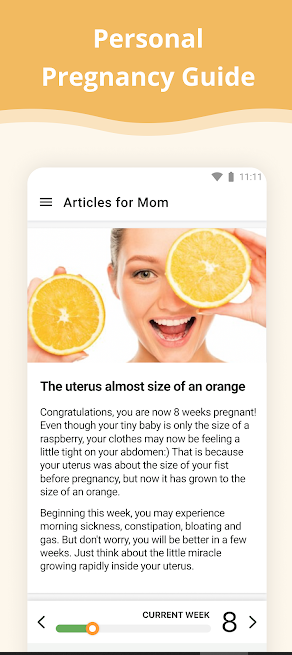 Personal
Pregnancy Guide
11:11
Articles for Mom
The uterus almost size of an orange
Congratulations, you are now 8 weeks pregnant!
Even though your tiny baby is only the size of a
raspberry, your clothes may now be feeling a
little tight on your abdomen:) That is because
your uterus was about the size of your fist
before pregnancy, but now it has grown to the
size of an orange.
Beginning this week, you may experience
morning sickness, constipation, bloating and
gas. But don't worry, you will be better in a few
weeks. Just think about the little miracle
growing rapidly inside your uterus.
CURRENT WEEK
8